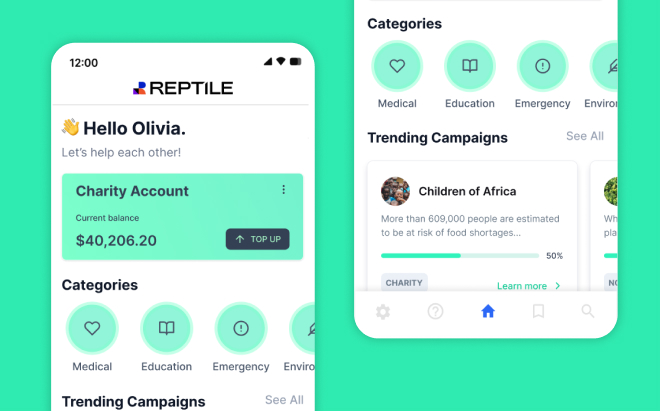 12:00
REPTILE
👋 Hello Olivia.
Let's help each other!
Charity Account
Current balance
$40,206.20
TOP UP
Categories
Medical
Education
Emergency
Enviro
Trending Campaigns
See All
Categories
Medical
Education
Emergency
Environ
Trending Campaigns
See All
Children of Africa
More than 609,000 people are estimated
to be at risk of food shortages...
50%
CHARITY
Learn more
Wh
pla